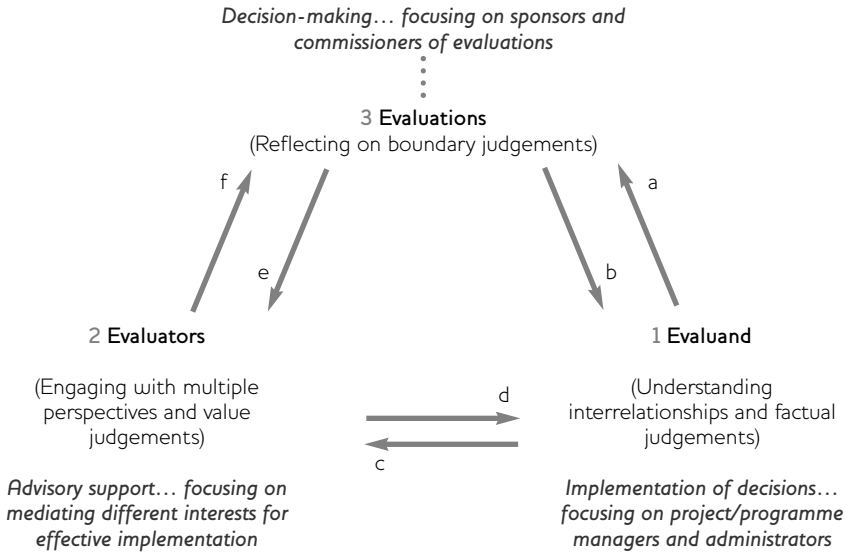 Decision-making... focusing on sponsors and
commissioners of evaluations
3 Evaluations
(Reflecting on boundary judgements)
f
a
e
b
2 Evaluators
1 Evaluand
(Engaging with multiple
perspectives and value
judgements)
d
c
(Understanding
interrelationships and factual
judgements)
Advisory support... focusing on
mediating different interests for
effective implementation
Implementation of decisions...
focusing on project/programme
managers and administrators